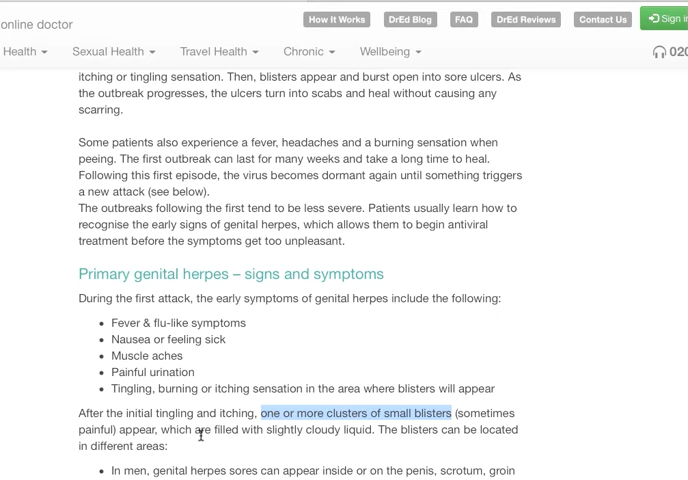 How It Works
DrEd Blog
FAQ
DrEd Reviews
Contact Us
Sign in
online doctor
Health
Sexual Health
Travel Health
Chronic
Wellbeing
020
itching or tingling sensation. Then, blisters appear and burst open into sore ulcers. As
the outbreak progresses, the ulcers turn into scabs and heal without causing any
scarring.
Some patients also experience a fever, headaches and a burning sensation when
peeing. The first outbreak can last for many weeks and take a long time to heal.
Following this first episode, the virus becomes dormant again until something triggers
a new attack (see below).
The outbreaks following the first tend to be less severe. Patients usually learn how to
recognise the early signs of genital herpes, which allows them to begin antiviral
treatment before the symptoms get too unpleasant.
Primary genital herpes – signs and symptoms
During the first attack, the early symptoms of genital herpes include the following:
• Fever & flu-like symptoms
• Nausea or feeling sick
• Muscle aches
• Painful urination
• Tingling, burning or itching sensation in the area where blisters will appear
After the initial tingling and itching, one or more clusters of small blisters (sometimes
painful) appear, which are filled with slightly cloudy liquid. The blisters can be located
in different areas:
• In men, genital herpes sores can appear inside or on the penis, scrotum, groin